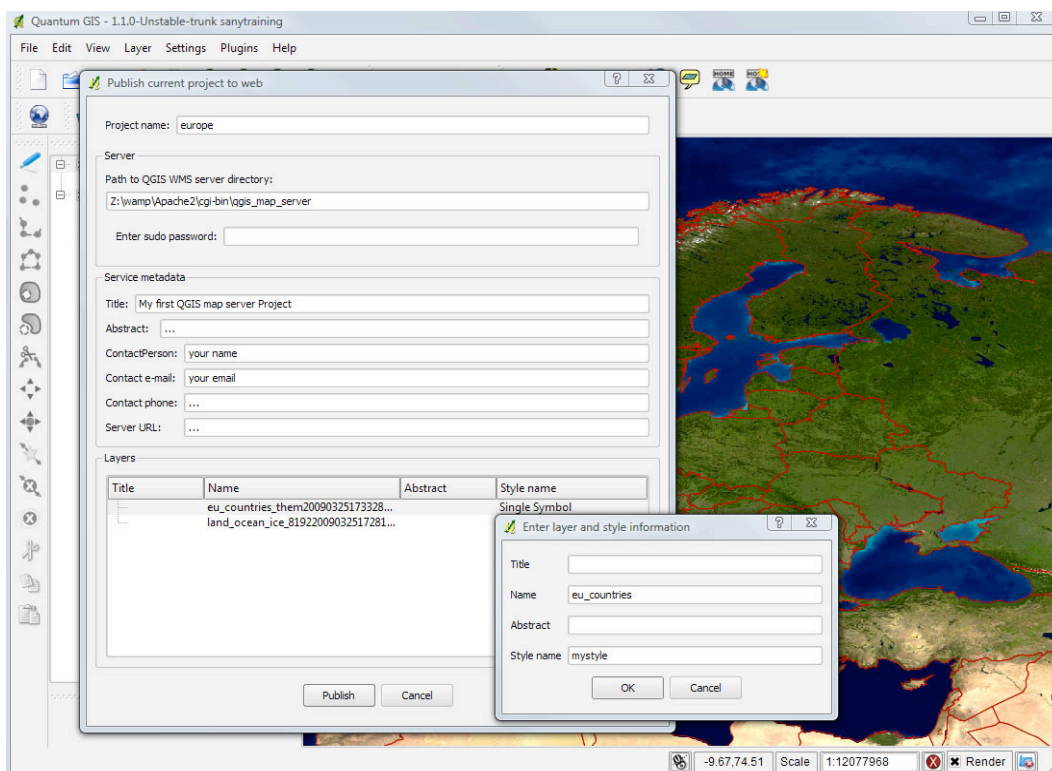 Quantum GIS - 1.1.0-Unstable-trunk sanytraining
File Edit View Layer Settings Plugins Help
HOME
Publish current project to web
Project name: europe
Server
Path to QGIS WMS server directory:
Z:\wamp\Apache2\cgi-bin\qgis_map_server
Enter sudo password:
Service metadata
Title: My first QGIS map server Project
Abstract: ...
ContactPerson: your name
Contact e-mail: your email
Contact phone: ...
Server URL: ...
Layers
Title Name Abstract Style name
eu_countries_them20090325173328... Single Symbol
land_ocean_ice_81922009032517281...
Publish Cancel
Enter layer and style information
Title
Name eu_countries
Abstract
Style name mystyle
OK Cancel
-9.67,74.51 Scale 1:12077968 Render